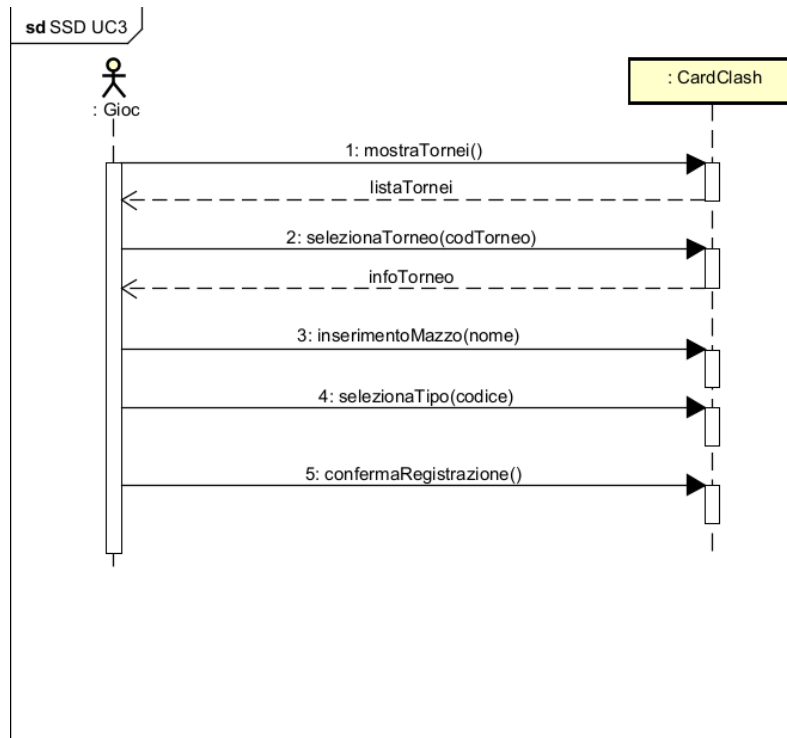 sd SSD UC3
: Gioc
: CardClash
1: mostraTornei()
listaTornei
2: selezionaTorneo(codTorneo)
infoTorneo
3: inserimentoMazzo(nome)
4: selezionaTipo(codice)
5: confermaRegistrazione()